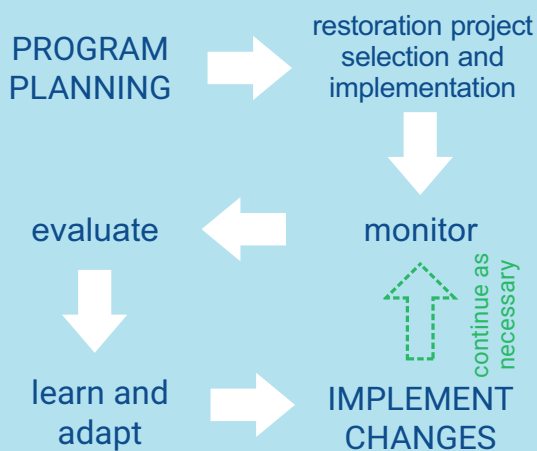 PROGRAM
PLANNING
restoration project
selection and
implementation
monitor
evaluate
learn and
adapt
IMPLEMENT
CHANGES
continue as
necessary